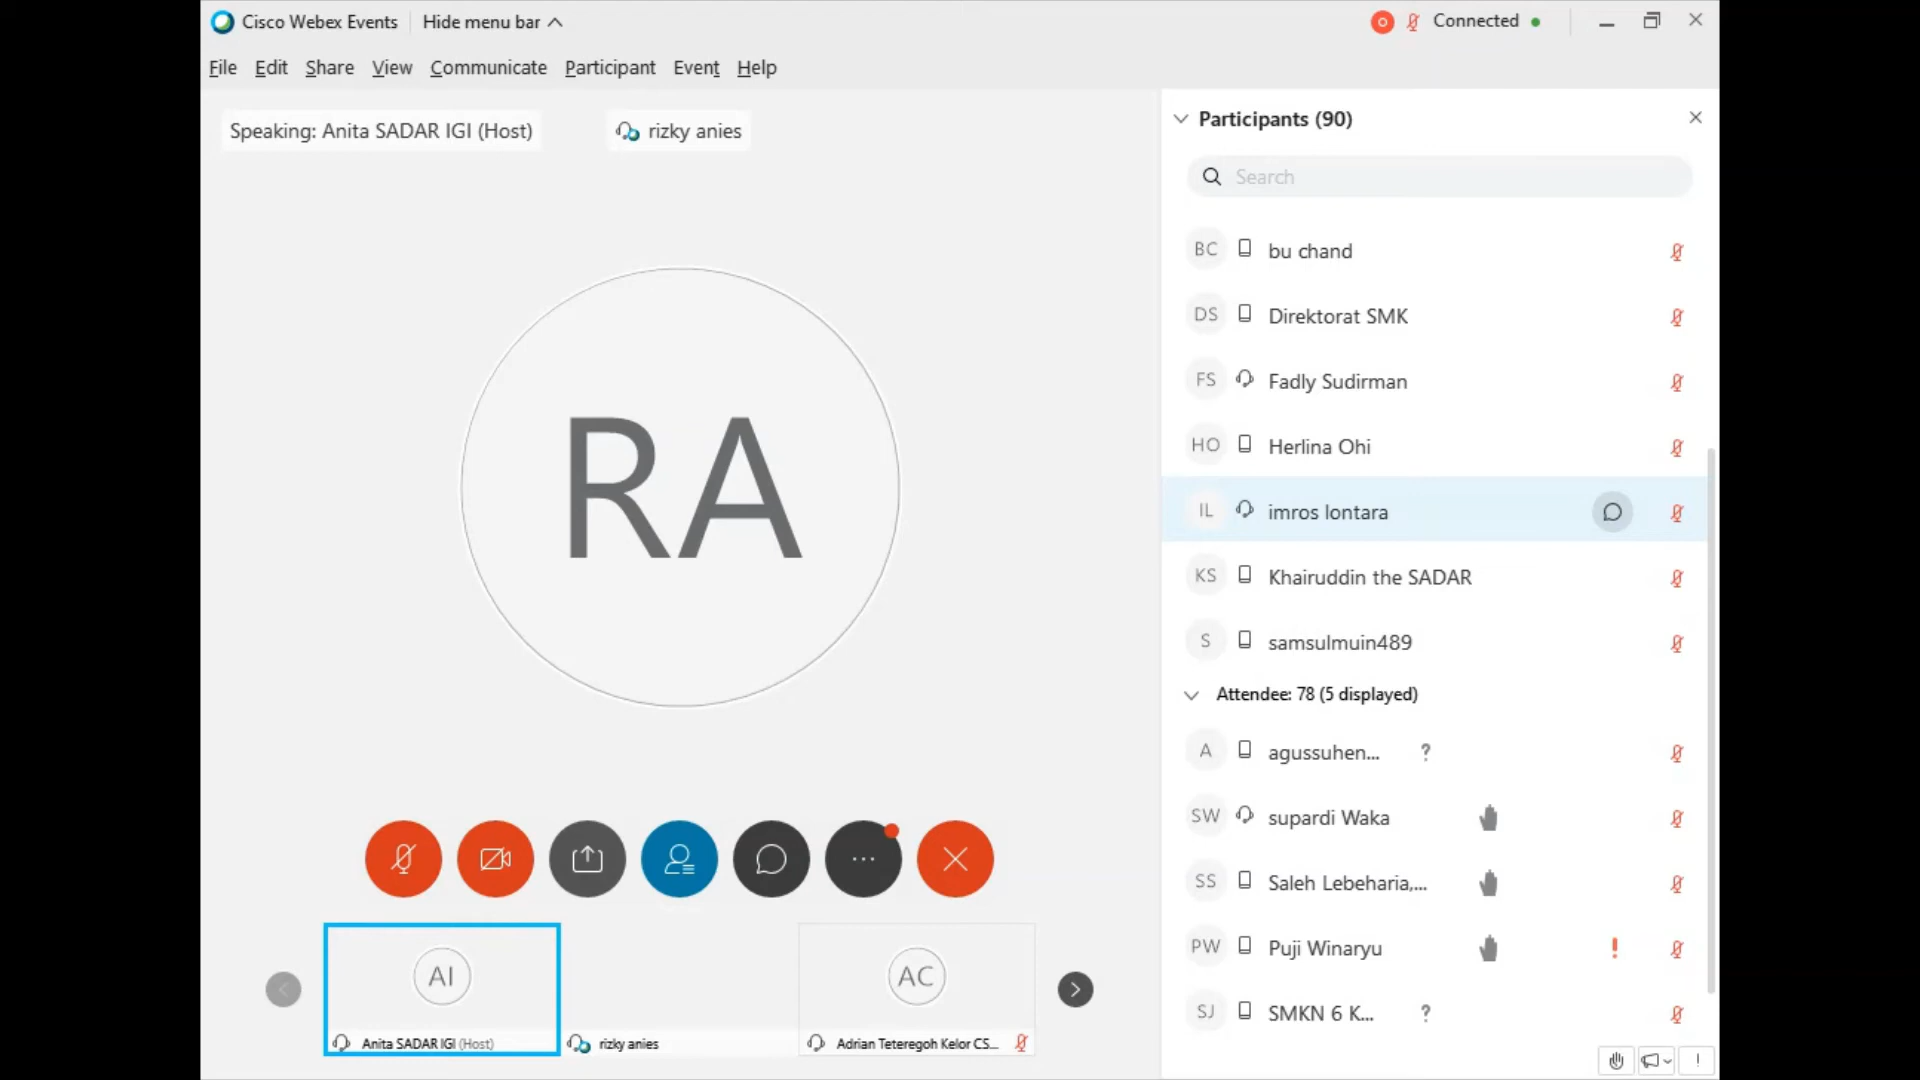 Cisco Webex Events
Hide menu bar
Connected
File Edit Share View Communicate Participant Event Help
Speaking: Anita SADAR IGI (Host)
rizky anies
Participants (90)
Search
BC bu chand
DS Direktorat SMK
FS Fadly Sudirman
HO Herlina Ohi
IL imros lontara
KS Khairuddin the SADAR
S samsulmuin489
Attendee: 78 (5 displayed)
A agussuhen... ?
SW supardi Waka
SS Saleh Lebeharia,...
PW Puji Winaryu !
SJ SMKN 6 K... ?
RA
AI
Anita SADAR IGI (Host)
rizky anies
AC
Adrian Teteregoh Kelor CS...